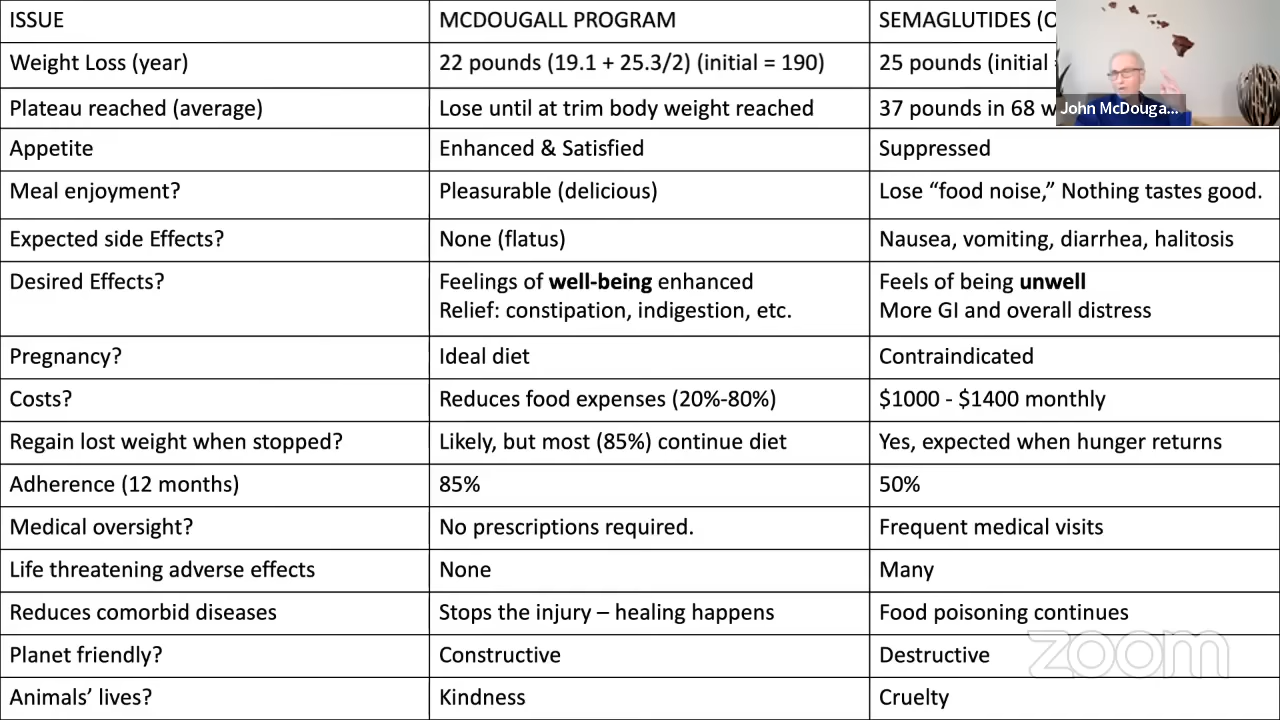 ISSUE
MCDOUGALL PROGRAM
SEMAGLUTIDES (O
Weight Loss (year)
22 pounds (19.1 + 25.3/2) (initial = 190)
25 pounds (initial
John McDouga...
Plateau reached (average)
Lose until at trim body weight reached
37 pounds in 68 w
Appetite
Enhanced & Satisfied
Suppressed
Meal enjoyment?
Pleasurable (delicious)
Lose “food noise,” Nothing tastes good.
Expected side Effects?
None (flatus)
Nausea, vomiting, diarrhea, halitosis
Desired Effects?
Feelings of well-being enhanced
Relief: constipation, indigestion, etc.
Feels of being unwell
More GI and overall distress
Pregnancy?
Ideal diet
Contraindicated
Costs?
Reduces food expenses (20%-80%)
$1000 - $1400 monthly
Regain lost weight when stopped?
Likely, but most (85%) continue diet
Yes, expected when hunger returns
Adherence (12 months)
85%
50%
Medical oversight?
No prescriptions required.
Frequent medical visits
Life threatening adverse effects
None
Many
Reduces comorbid diseases
Stops the injury – healing happens
Food poisoning continues
Planet friendly?
Constructive
Destructive
zoom
Animals’ lives?
Kindness
Cruelty